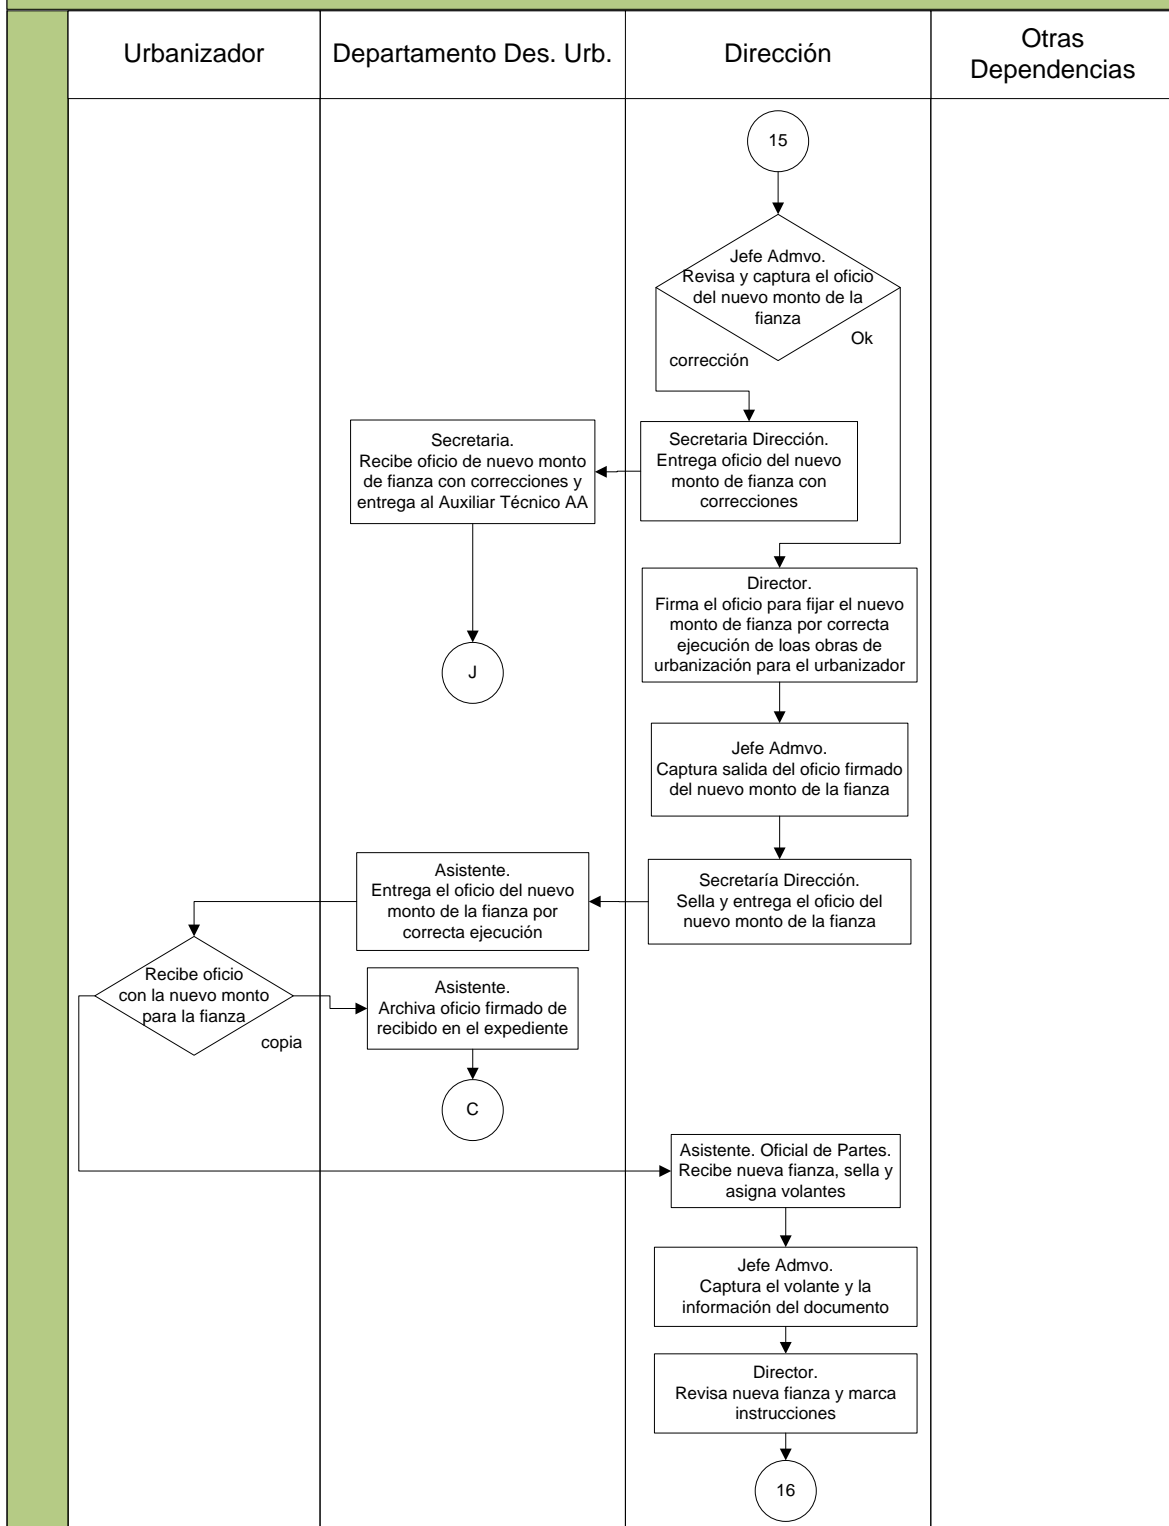 Urbanizador
Departamento Des. Urb.
Dirección
Otras
Dependencias
15
Jefe Admvo.
Revisa y captura el oficio
del nuevo monto de la
fianza
Ok
corrección
Secretaria Dirección.
Entrega oficio del nuevo
monto de fianza con
correcciones
Secretaria.
Recibe oficio de nuevo monto
de fianza con correcciones y
entrega al Auxiliar Técnico AA
J
Director.
Firma el oficio para fijar el nuevo
monto de fianza por correcta
ejecución de loas obras de
urbanización para el urbanizador
Jefe Admvo.
Captura salida del oficio firmado
del nuevo monto de la fianza
Secretaría Dirección.
Sella y entrega el oficio del
nuevo monto de la fianza
Asistente.
Entrega el oficio del nuevo
monto de la fianza por
correcta ejecución
Recibe oficio
con la nuevo monto
para la fianza
copia
Asistente.
Archiva oficio firmado de
recibido en el expediente
C
Asistente. Oficial de Partes.
Recibe nueva fianza, sella y
asigna volantes
Jefe Admvo.
Captura el volante y la
información del documento
Director.
Revisa nueva fianza y marca
instrucciones
16